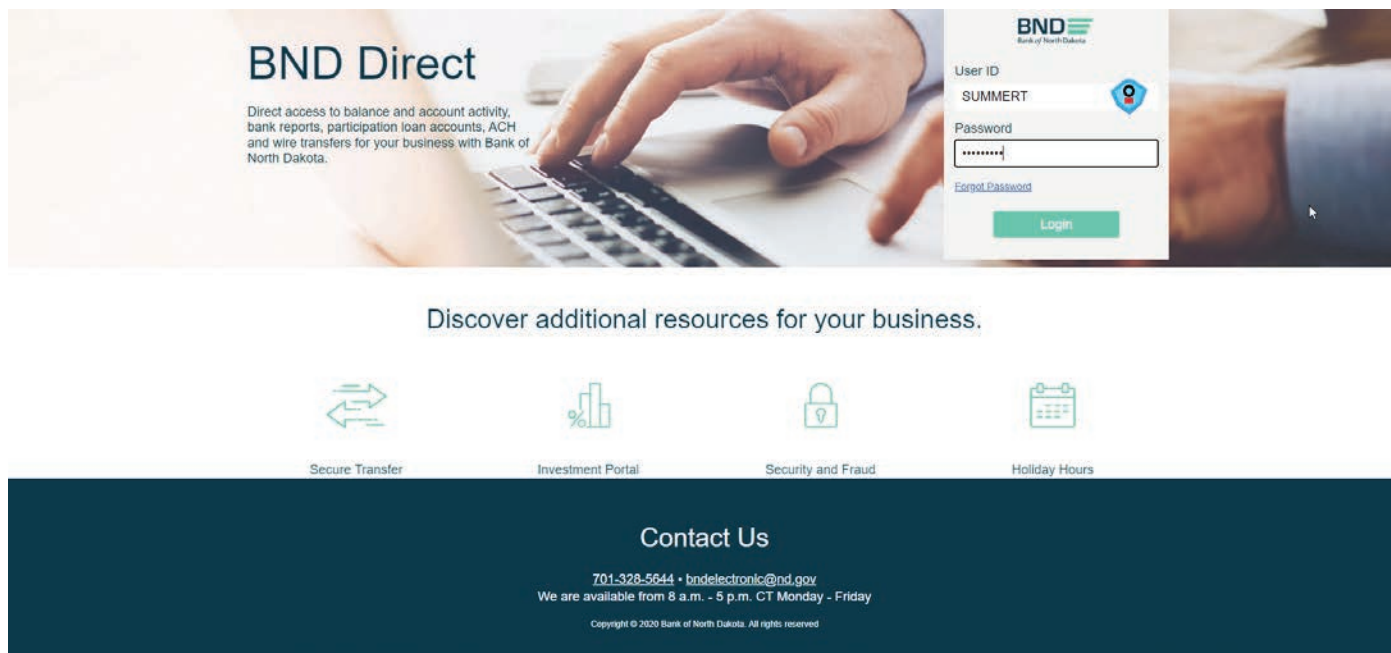 BND Direct
Direct access to balance and account activity,
bank reports, participation loan accounts, ACH
and wire transfers for your business with Bank of
North Dakota.
BND
Bank of North Dakota
User ID
SUMMERT
Password
•••••••••
Forgot Password
Login
Discover additional resources for your business.
%
Secure Transfer
Investment Portal
Security and Fraud
Holiday Hours
Contact Us
701-328-5644 • bndelectronic@nd.gov
We are available from 8 a.m. - 5 p.m. CT Monday - Friday
Copyright © 2020 Bank of North Dakota. All rights reserved